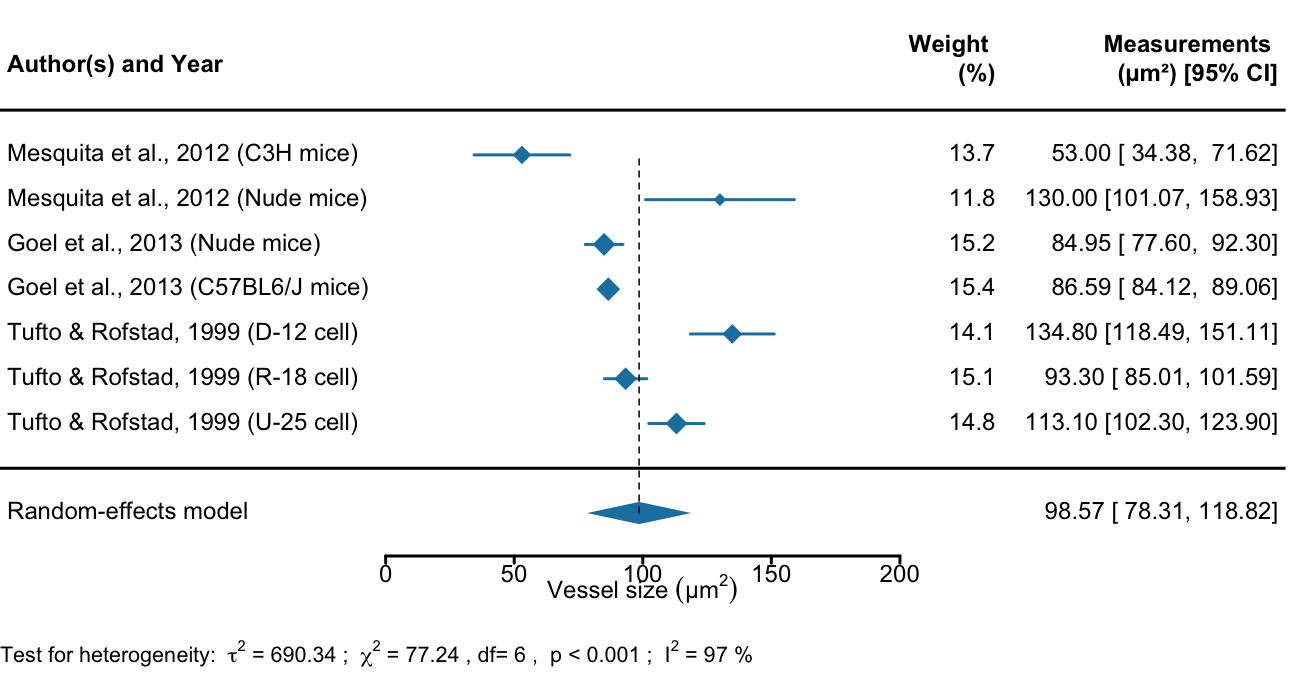 Author(s) and Year
Weight (%)
Measurements (µm²) [95% CI]
Mesquita et al., 2012 (C3H mice) 13.7 53.00 [ 34.38, 71.62]
Mesquita et al., 2012 (Nude mice) 11.8 130.00 [101.07, 158.93]
Goel et al., 2013 (Nude mice) 15.2 84.95 [ 77.60, 92.30]
Goel et al., 2013 (C57BL6/J mice) 15.4 86.59 [ 84.12, 89.06]
Tufto & Rofstad, 1999 (D-12 cell) 14.1 134.80 [118.49, 151.11]
Tufto & Rofstad, 1999 (R-18 cell) 15.1 93.30 [ 85.01, 101.59]
Tufto & Rofstad, 1999 (U-25 cell) 14.8 113.10 [102.30, 123.90]
Random-effects model 98.57 [ 78.31, 118.82]
0 50 100 150 200
Vessel size (µm²)
Test for heterogeneity: τ² = 690.34 ; χ² = 77.24 , df= 6 , p < 0.001 ; I² = 97 %